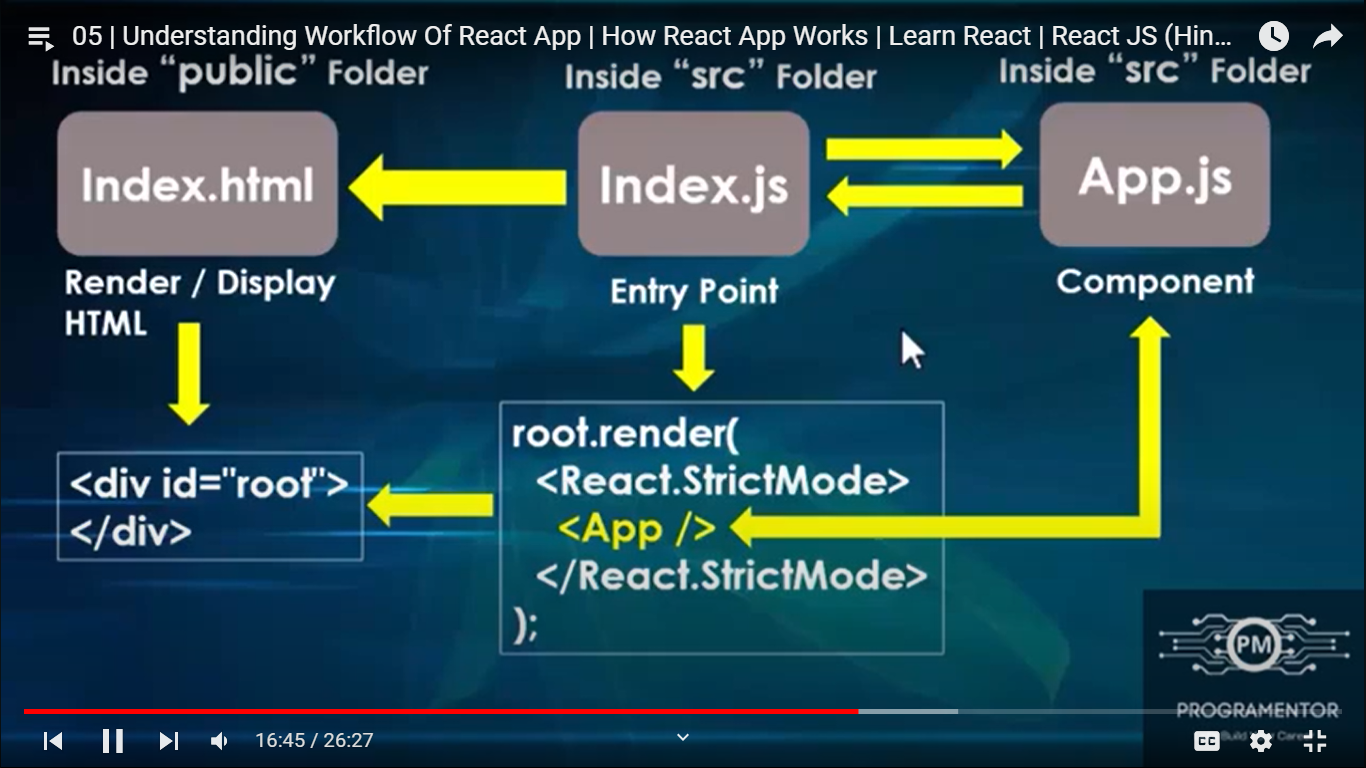 05 | Understanding Workflow Of React App | How React App Works | Learn React | React JS (Hin...
Inside “public” Folder
Inside “src” Folder
Inside “src” Folder
Index.html
Index.js
App.js
Render / Display
HTML
Entry Point
Component
<div id="root">
</div>
root.render(
<React.StrictMode>
<App />
</React.StrictMode>
);
PM
PROGRAMENTOR
16:45 / 26:27
CC